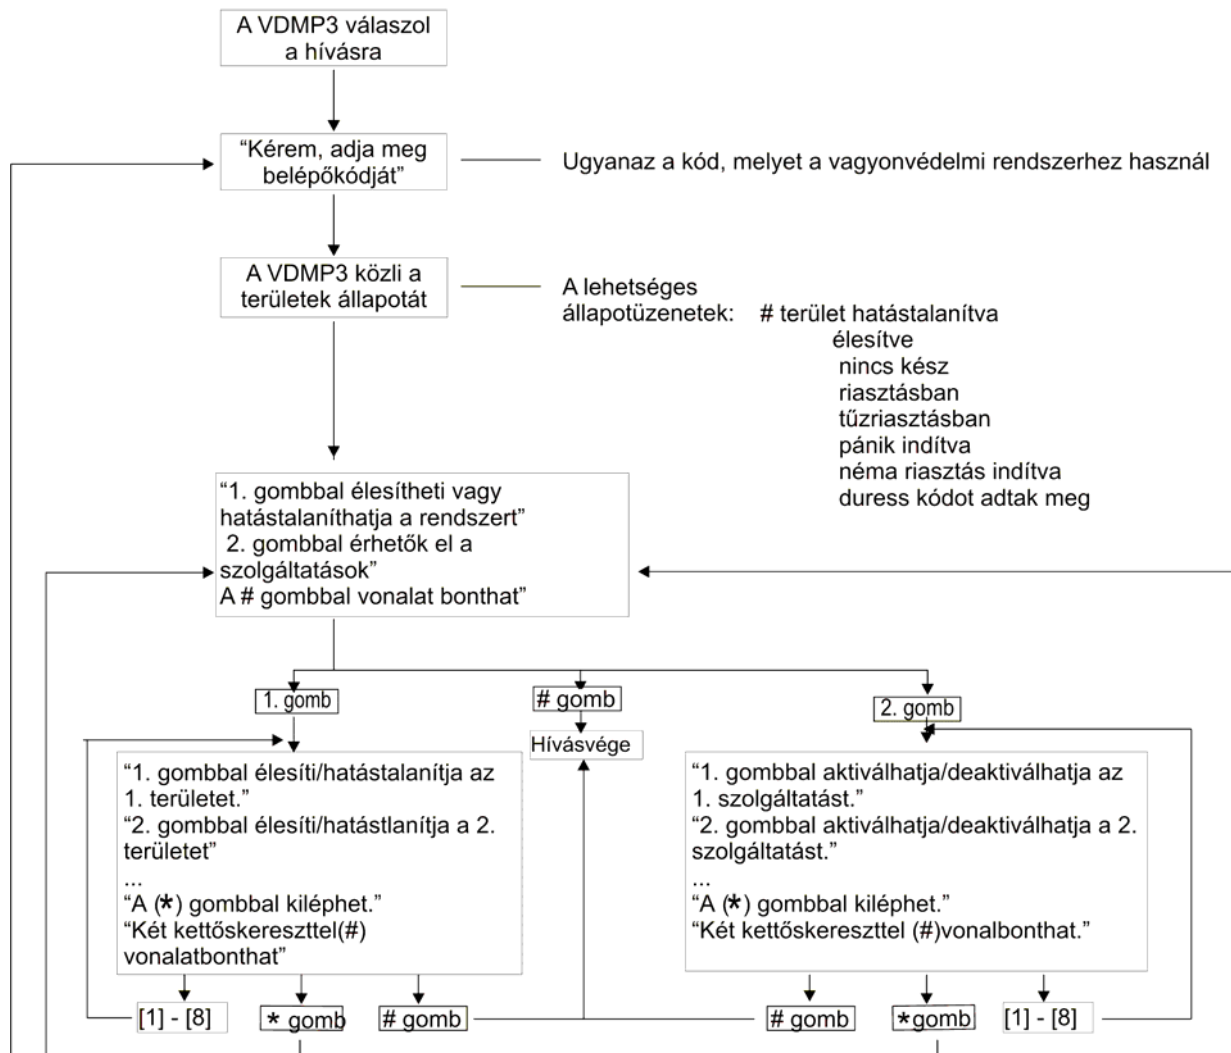 A VDMP3 válaszol
a hívásra
“Kérem, adja meg
belépőkódját”
Ugyanaz a kód, melyet a vagyonvédelmi rendszerhez használ
A VDMP3 közli a
területek állapotát
A lehetséges
állapotüzenetek:
# terület hatástalanítva
élesítve
nincs kész
riasztásban
tűzriasztásban
pánik indítva
néma riasztás indítva
duress kódot adtak meg
“1. gombbal élesítheti vagy
hatástalaníthatja a rendszert”
2. gombbal érhetők el a
szolgáltatások”
A # gombbal vonalat bonthat”
1. gomb
# gomb
2. gomb
Hívásvége
“1. gombbal élesíti/hatástalanítja az
1. területet.”
“2. gombbal élesíti/hatástlanítja a 2.
területet”
...
“A (*) gombbal kiléphet.”
“Két kettőskereszttel(#)
vonalatbonthat”
“1. gombbal aktiválhatja/deaktiválhatja az
1. szolgáltatást.”
“2. gombbal aktiválhatja/deaktiválhatja a 2.
szolgáltatást.”
...
“A (*) gombbal kiléphet.”
“Két kettőskereszttel (#)vonalbonthat.”
[1] - [8]
* gomb
# gomb
# gomb
*gomb
[1] - [8]